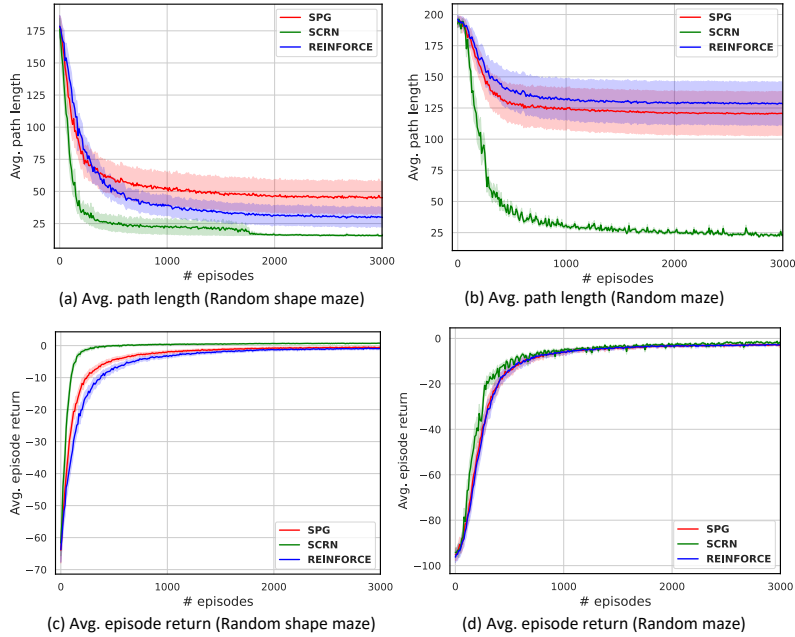 SPG
SCRN
REINFORCE
175
150
125
100
75
50
25
Avg. path length
0
1000
2000
3000
# episodes
(a) Avg. path length (Random shape maze)
SPG
SCRN
REINFORCE
200
175
150
125
100
75
50
25
Avg. path length
0
1000
2000
3000
# episodes
(b) Avg. path length (Random maze)
0
−10
−20
−30
−40
−50
−60
−70
Avg. episode return
SPG
SCRN
REINFORCE
0
1000
2000
3000
# episodes
(c) Avg. episode return (Random shape maze)
0
−20
−40
−60
−80
−100
Avg. episode return
SPG
SCRN
REINFORCE
0
1000
2000
3000
# episodes
(d) Avg. episode return (Random maze)